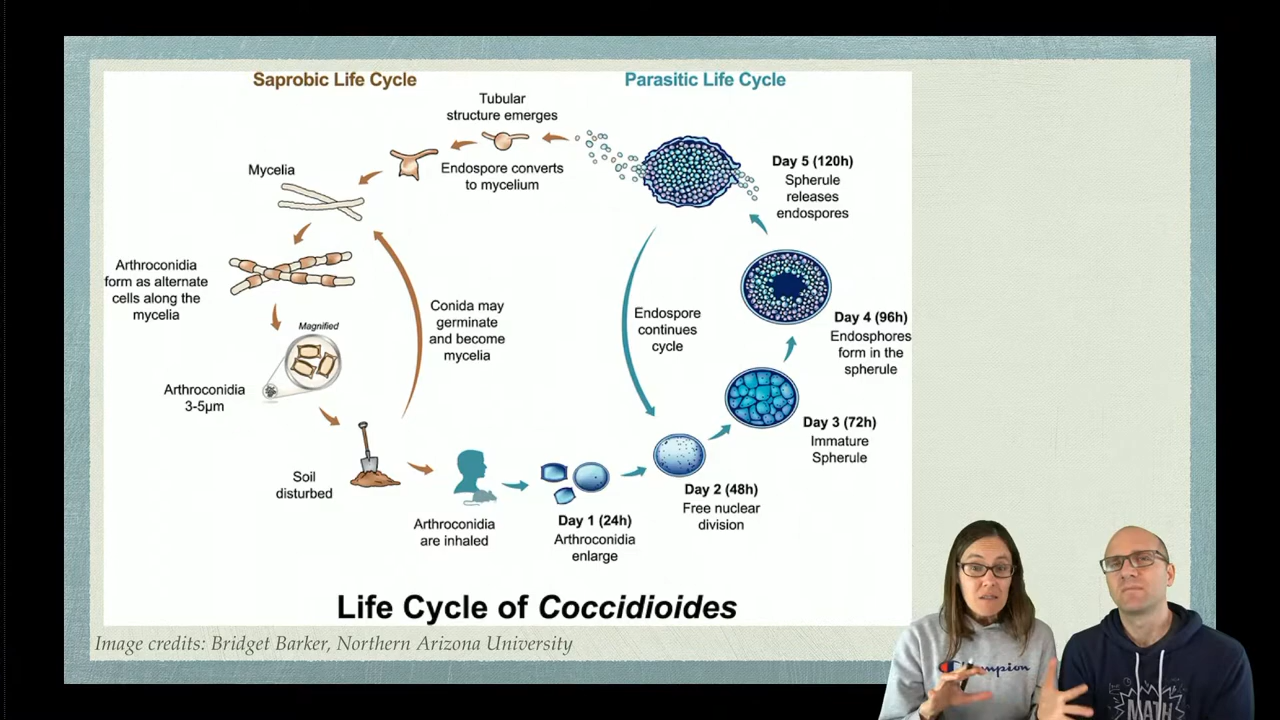 Saprobic Life Cycle
Parasitic Life Cycle
Tubular
structure emerges
Endospore converts
to mycelium
Mycelia
Day 5 (120h)
Spherule
releases
endospores
Arthroconidia
form as alternate
cells along the
mycelia
Conida may
germinate
and become
mycelia
Endospore
continues
cycle
Day 4 (96h)
Endosphores
form in the
spherule
Magnified
Arthroconidia
3-5µm
Day 3 (72h)
Immature
Spherule
Soil
disturbed
Arthroconidia
are inhaled
Day 1 (24h)
Arthroconidia
enlarge
Day 2 (48h)
Free nuclear
division
Life Cycle of Coccidioides
Image credits: Bridget Barker, Northern Arizona University
Champion
MATH